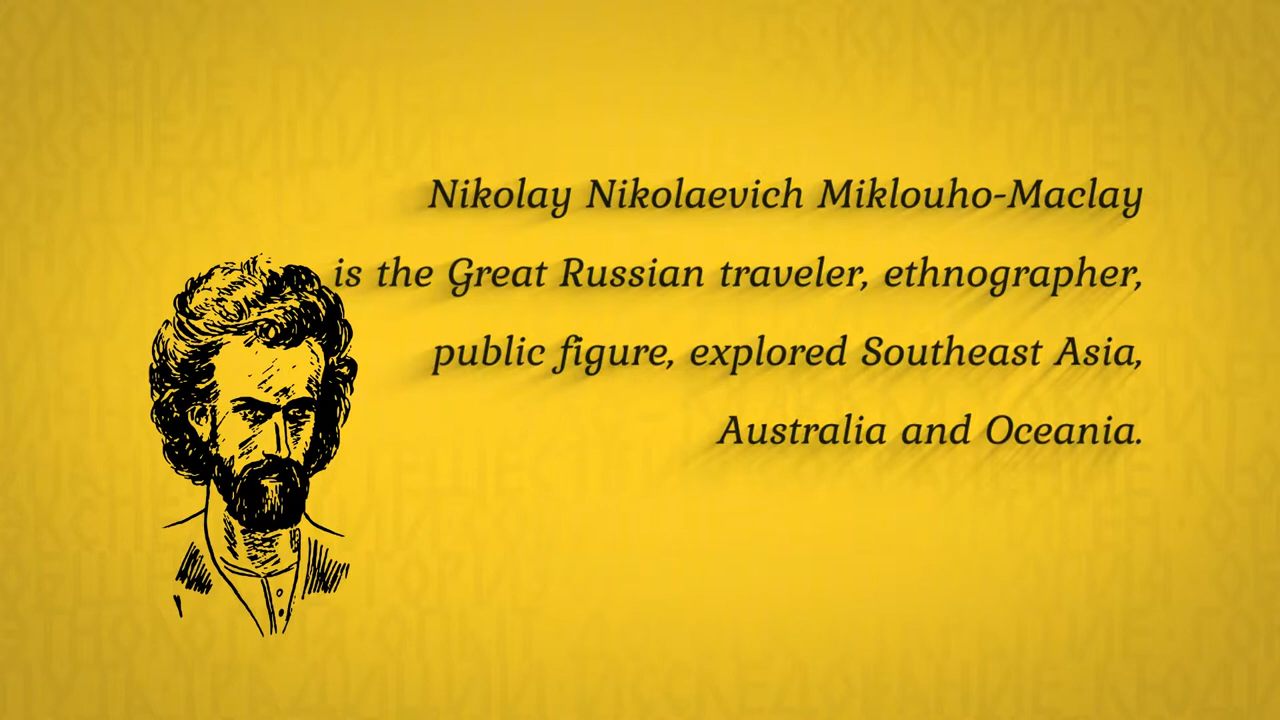 Nikolay Nikolaevich Miklouho-Maclay
is the Great Russian traveler, ethnographer,
public figure, explored Southeast Asia,
Australia and Oceania.